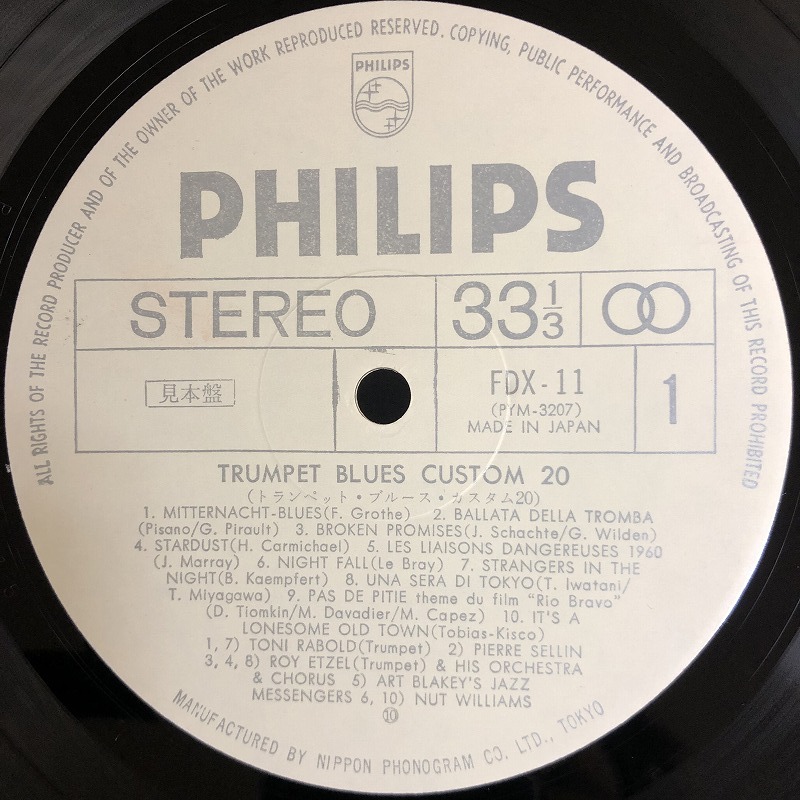 ALL RIGHTS OF THE RECORD PRODUCER AND OF THE OWNER OF THE WORK REPRODUCED RESERVED. COPYING, PUBLIC PERFORMANCE AND BROADCASTING OF THIS RECORD PROHIBITED
PHILIPS
PHILIPS
STEREO 33 1/3
見本盤 FDX-11 1
(PYM-3207)
MADE IN JAPAN
TRUMPET BLUES CUSTOM 20
(トランペット・ブルース・カスタム20)
1. MITTERNACHT-BLUES(F. Grothe) 2. BALLATA DELLA TROMBA
(Pisano/G. Pirault) 3. BROKEN PROMISES(J. Schachte/G. Wilden)
4. STARDUST(H. Carmichael) 5. LES LIAISONS DANGEREUSES 1960
(J. Marray) 6. NIGHT FALL(Le Bray) 7. STRANGERS IN THE
NIGHT(B. Kaempfert) 8. UNA SERA DI TOKYO(T. Iwatani/
T. Miyagawa) 9. PAS DE PITIE theme du film "Rio Bravo"
(D. Tiomkin/M. Davadier/M. Capez) 10. IT'S A
LONESOME OLD TOWN(Tobias-Kisco)
1, 7) TONI RABOLD(Trumpet) 2) PIERRE SELLIN
3, 4, 8) ROY ETZEL(Trumpet) & HIS ORCHESTRA
& CHORUS 5) ART BLAKEY'S JAZZ
MESSENGERS 6, 10) NUT WILLIAMS
⑩
MANUFACTURED BY NIPPON PHONOGRAM CO. LTD., TOKYO